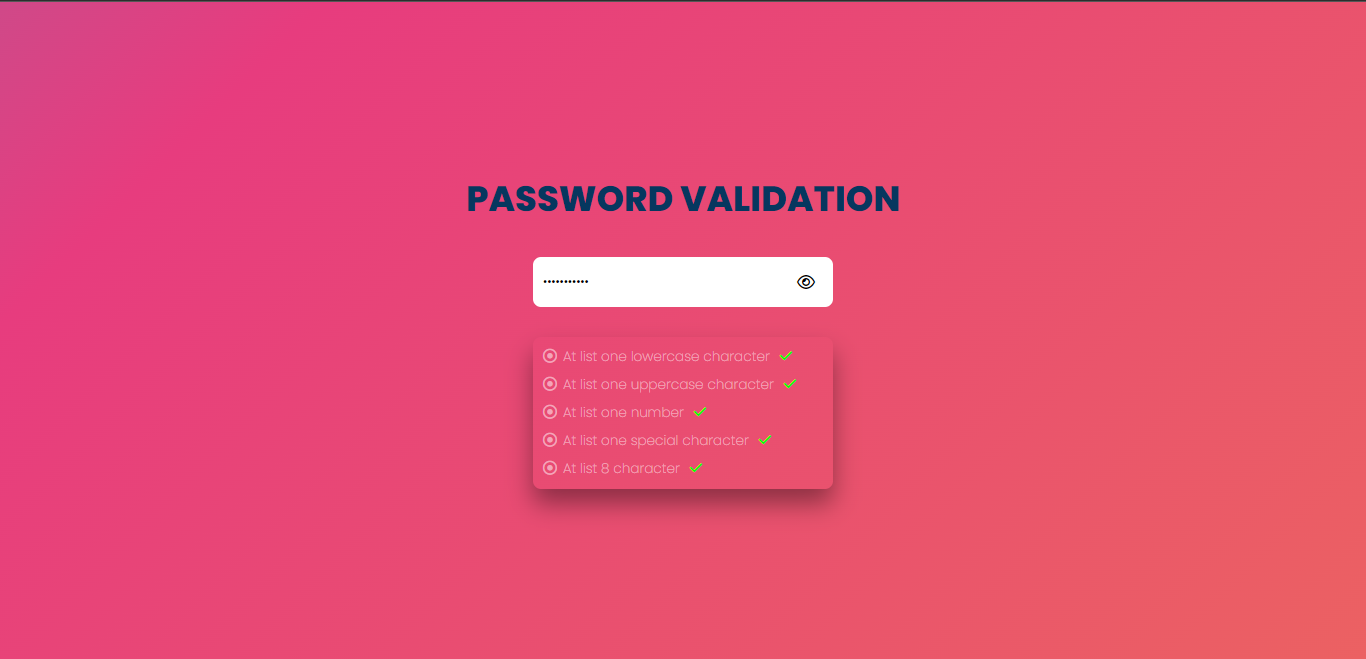 PASSWORD VALIDATION
•••••••••••
At list one lowercase character
At list one uppercase character
At list one number
At list one special character
At list 8 character